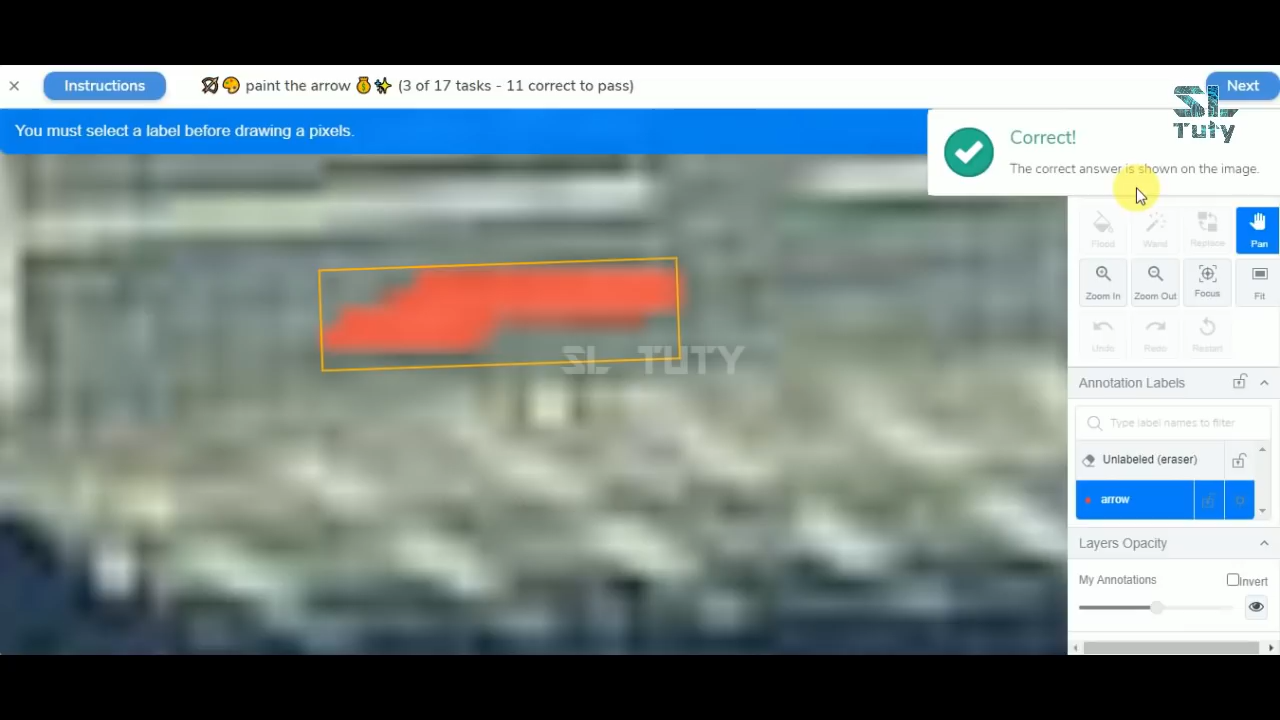 × Instructions paint the arrow (3 of 17 tasks - 11 correct to pass) Next
SL
Tuty
You must select a label before drawing a pixels.
Correct!
The correct answer is shown on the image.
Flood Wand Replace Pan
Zoom In Zoom Out Focus Fit
Undo Redo Restart
SL TUTY
Annotation Labels
Type label names to filter
Unlabeled (eraser)
arrow
Layers Opacity
My Annotations Invert